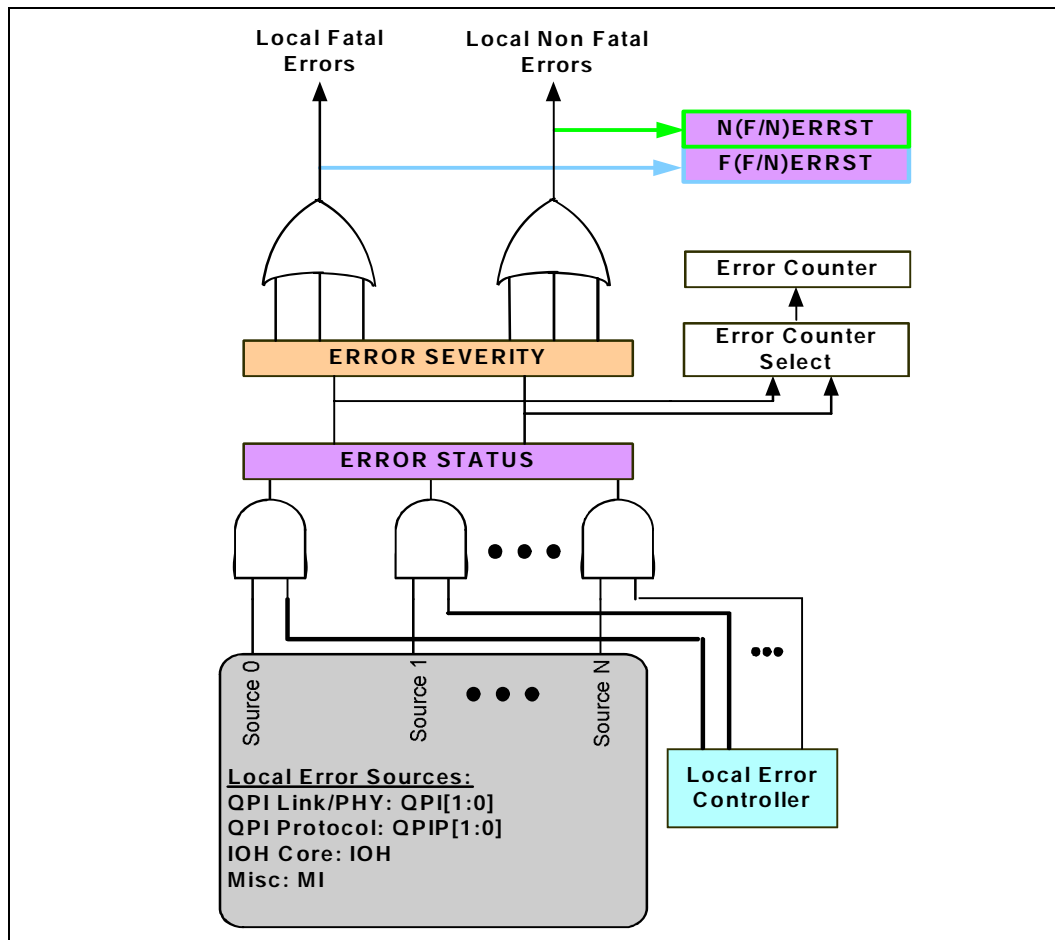 Local Fatal
Errors
Local Non Fatal
Errors
N(F/N)ERRST
F(F/N)ERRST
Error Counter
Error Counter
Select
ERROR SEVERITY
ERROR STATUS
Source 0
Source 1
Source N
Local Error Sources:
QPI Link/PHY: QPI[1:0]
QPI Protocol: QPIP[1:0]
IOH Core: IOH
Misc: MI
Local Error
Controller